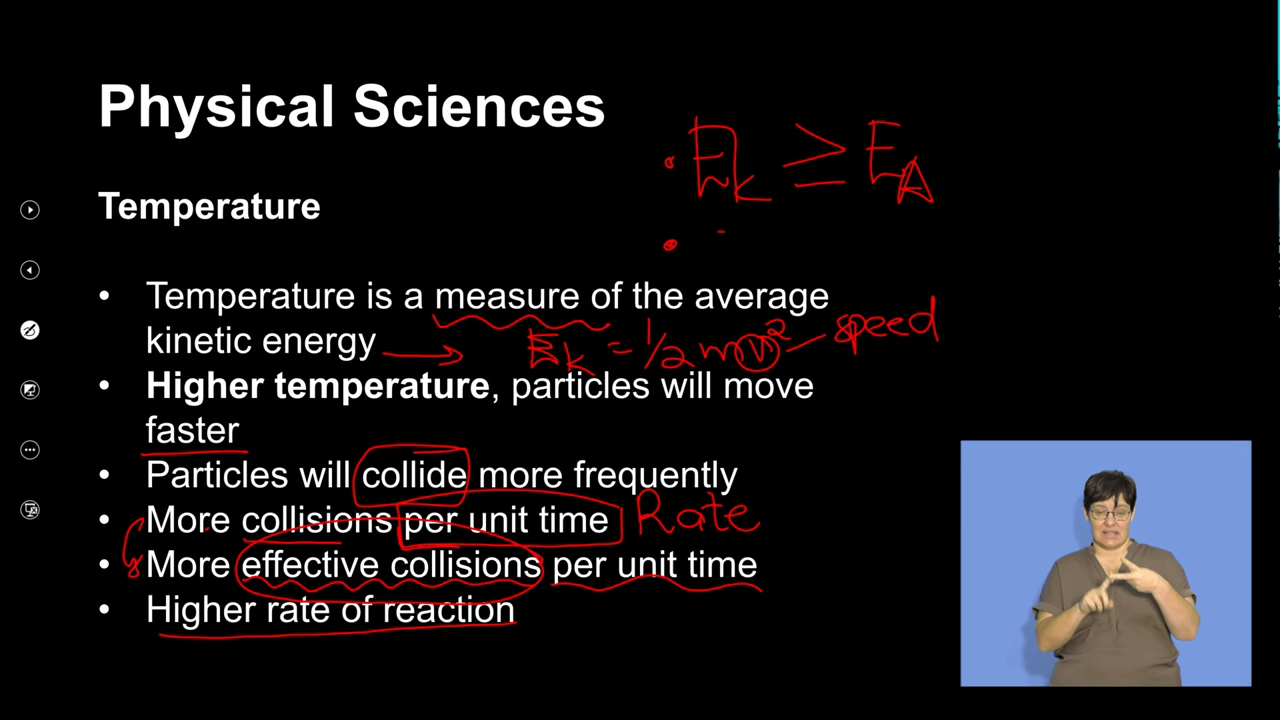 Physical Sciences
• Ek ≥ EA
Temperature
•
• Temperature is a measure of the average
kinetic energy → Ek = 1/2 mv² – speed
• Higher temperature, particles will move
faster
• Particles will collide more frequently
• More collisions per unit time Rate
• More effective collisions per unit time
• Higher rate of reaction